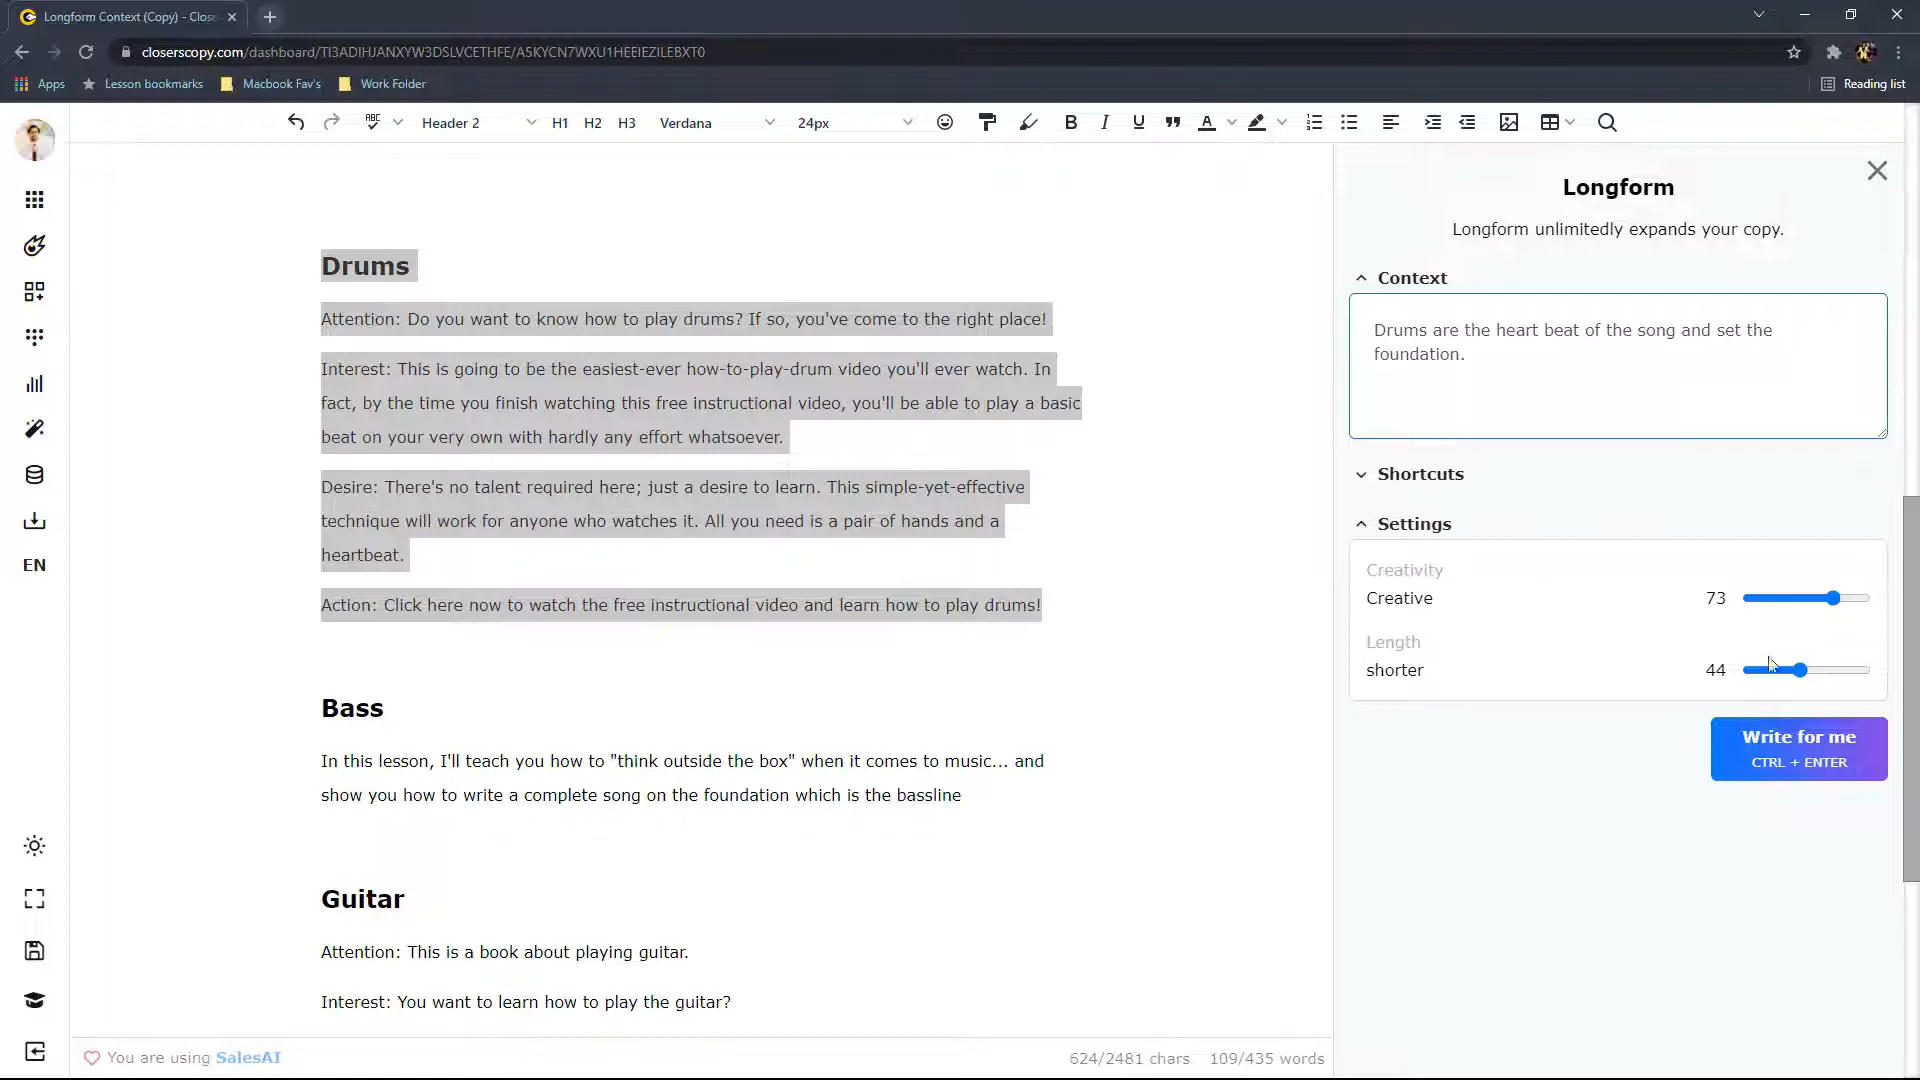 Longform Context (Copy) - Close
closerscopy.com/dashboard/TI3ADIHJANXYW3DSLVCETHFE/A5KYCN7WXU1HEEIEZILEBXT0
Apps
Lesson bookmarks
Macbook Fav's
Work Folder
Reading list
ABC
Header 2
H1
H2
H3
Verdana
24px
B
I
U
A
EN
Drums
Attention: Do you want to know how to play drums? If so, you've come to the right place!
Interest: This is going to be the easiest-ever how-to-play-drum video you'll ever watch. In
fact, by the time you finish watching this free instructional video, you'll be able to play a basic
beat on your very own with hardly any effort whatsoever.
Desire: There's no talent required here; just a desire to learn. This simple-yet-effective
technique will work for anyone who watches it. All you need is a pair of hands and a
heartbeat.
Action: Click here now to watch the free instructional video and learn how to play drums!
Bass
In this lesson, I'll teach you how to "think outside the box" when it comes to music... and
show you how to write a complete song on the foundation which is the bassline
Guitar
Attention: This is a book about playing guitar.
Interest: You want to learn how to play the guitar?
You are using SalesAI
624/2481 chars
109/435 words
Longform
Longform unlimitedly expands your copy.
Context
Drums are the heart beat of the song and set the
foundation.
Shortcuts
Settings
Creativity
Creative
73
Length
shorter
44
Write for me
CTRL + ENTER